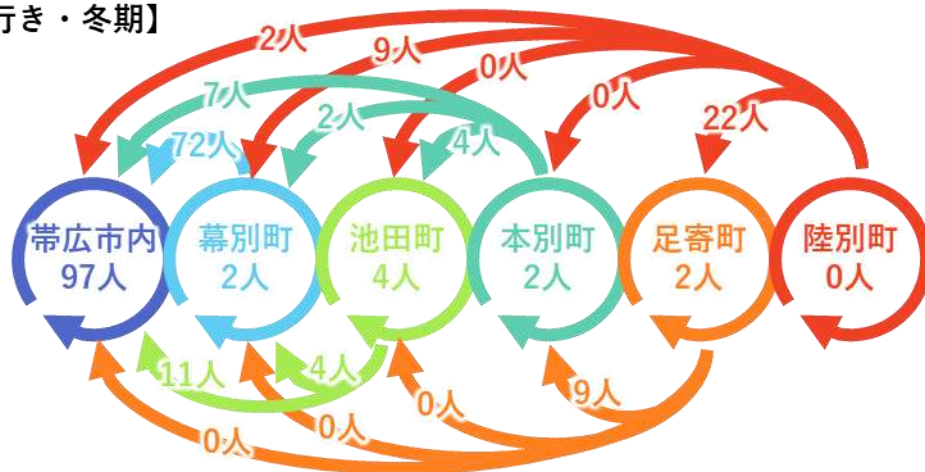 行き・冬期】
2人
9人
0人
0人
22人
7人
2人
4人
72人
帯広市内
97人
幕別町
2人
池田町
4人
本別町
2人
足寄町
2人
陸別町
0人
11人
4人
0人
9人
0人
0人